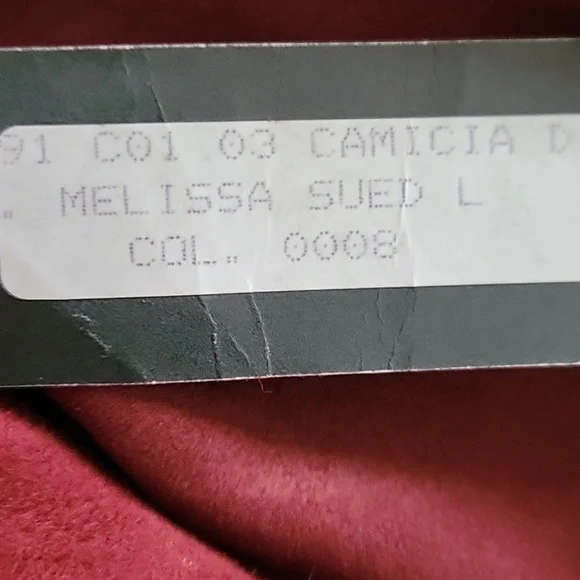 91 C01 03 CAMICIA D
. MELISSA SUED L
COL. 0008